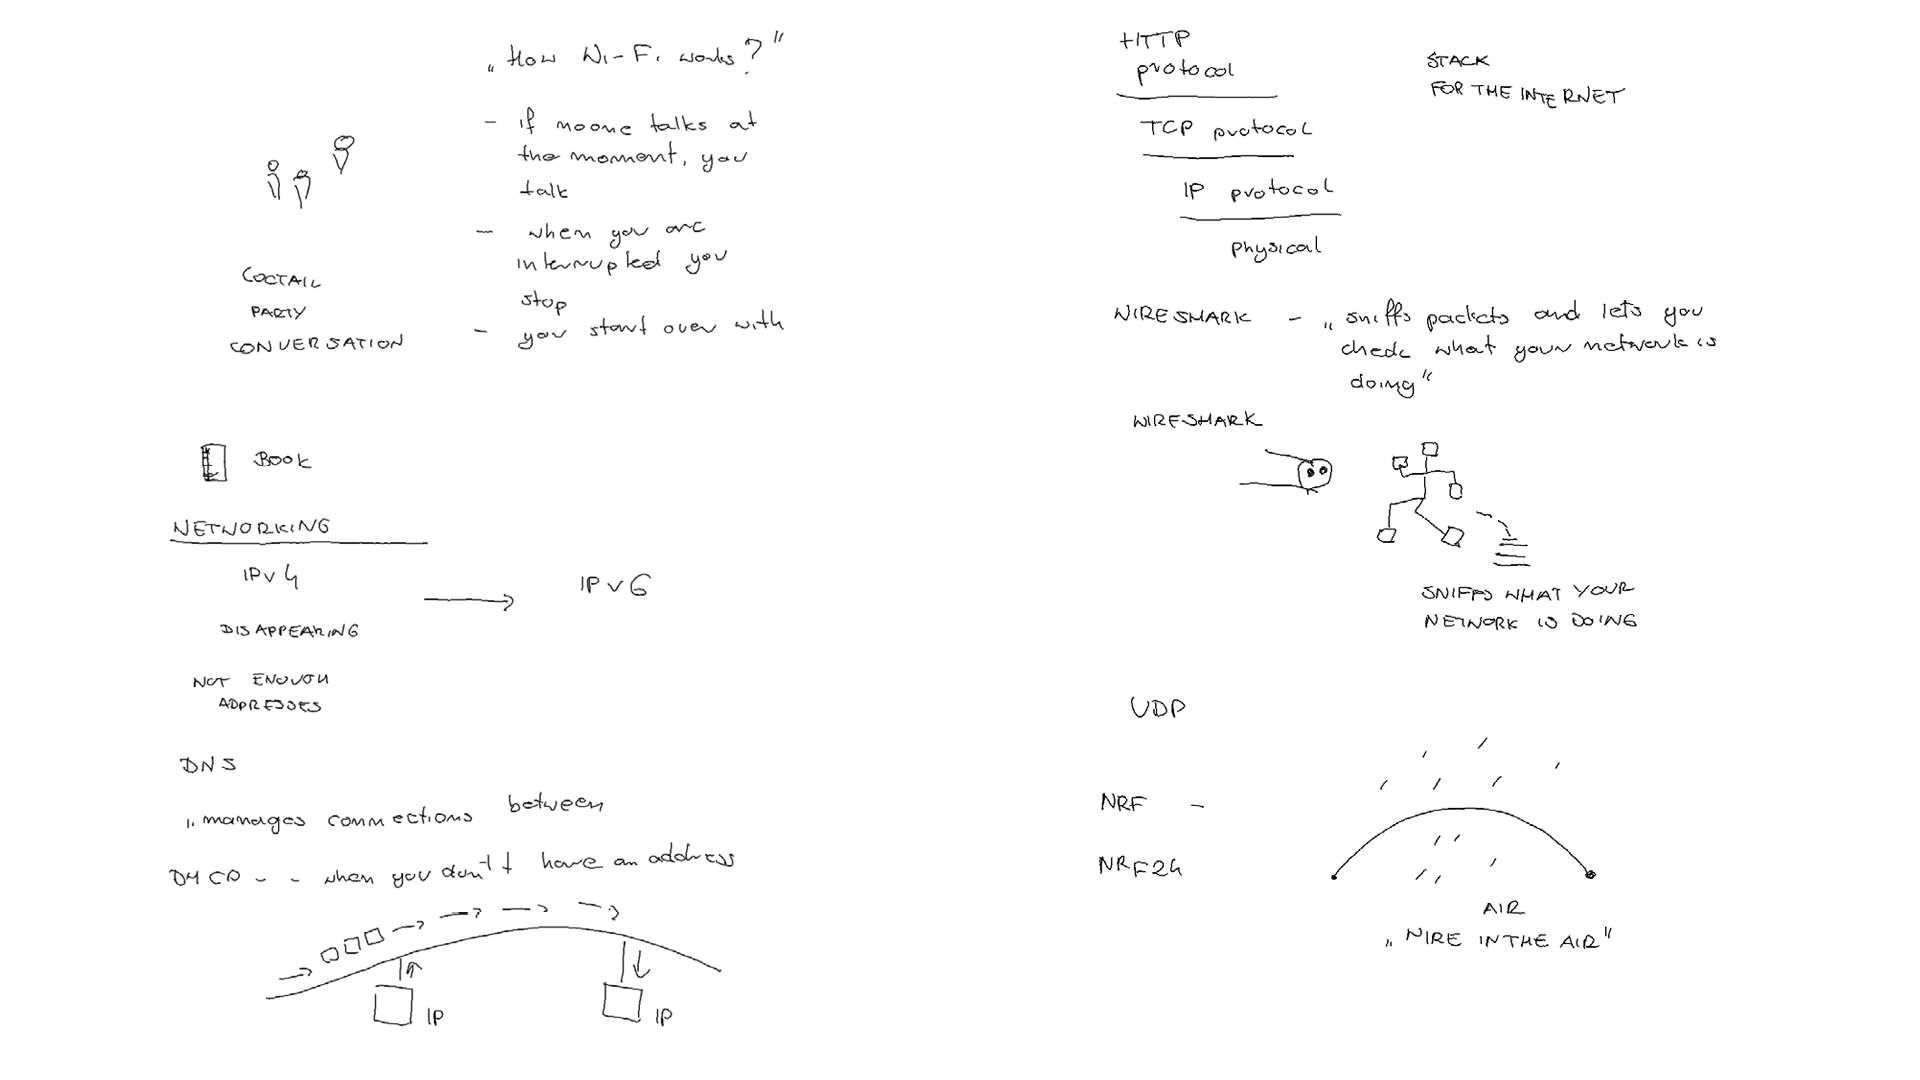 „How Wi-Fi works?"
- if noone talks at
the moment, you
talk
- when you are
interrupted you
stop
- you start over with
COCTAIL
PARTY
CONVERSATION
BOOK
NETWORKING
IPv4
IPv6
DISAPPEARING
NOT ENOUGH
ADDRESSES
DNS
„manages connections between
DHCP - - when you don't have an address
IP
IP
HTTP
protocol
TCP protocol
IP protocol
physical
STACK
FOR THE INTERNET
WIRESHARK - „sniffs packets and lets you
check what your network is
doing"
WIRESHARK
SNIFFS WHAT YOUR
NETWORK IS DOING
UDP
NRF -
NRF24
AIR
„WIRE IN THE AIR"